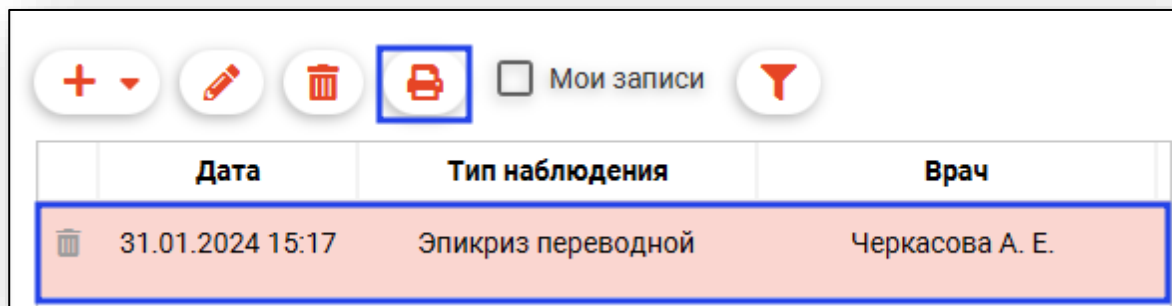 Мои записи
Дата Тип наблюдения Врач
31.01.2024 15:17 Эпикриз переводной Черкасова А. Е.